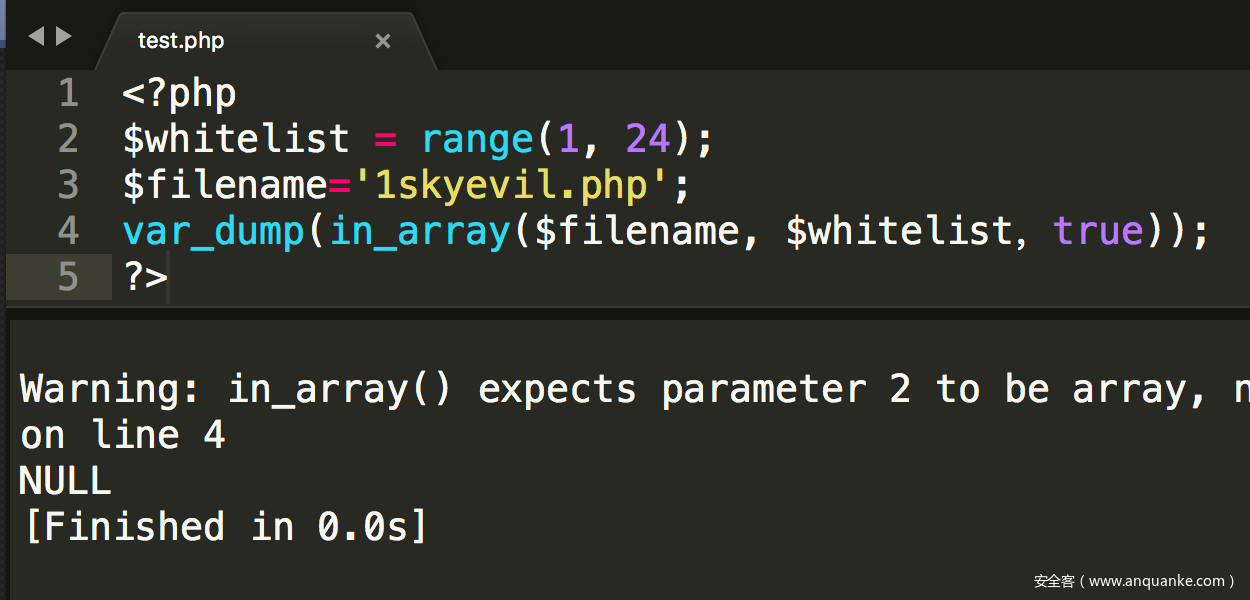 test.php ×
1 <?php
2 $whitelist = range(1, 24);
3 $filename='1skyevil.php';
4 var_dump(in_array($filename, $whitelist, true));
5 ?>
Warning: in_array() expects parameter 2 to be array, n
on line 4
NULL
[Finished in 0.0s]
安全客（www.anquanke.com）